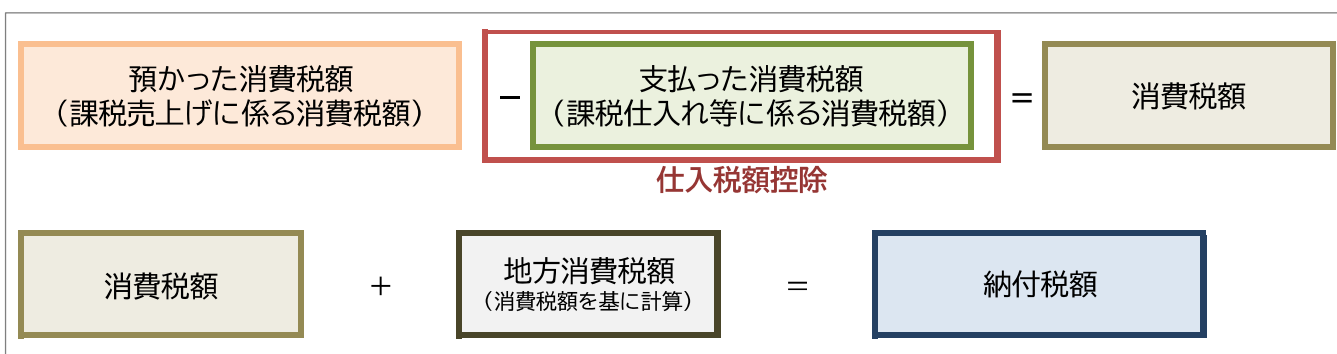 預かった消費税額
（課税売上げに係る消費税額）
－
支払った消費税額
（課税仕入れ等に係る消費税額）
＝
消費税額
仕入税額控除
消費税額
＋
地方消費税額
（消費税額を基に計算）
＝
納付税額